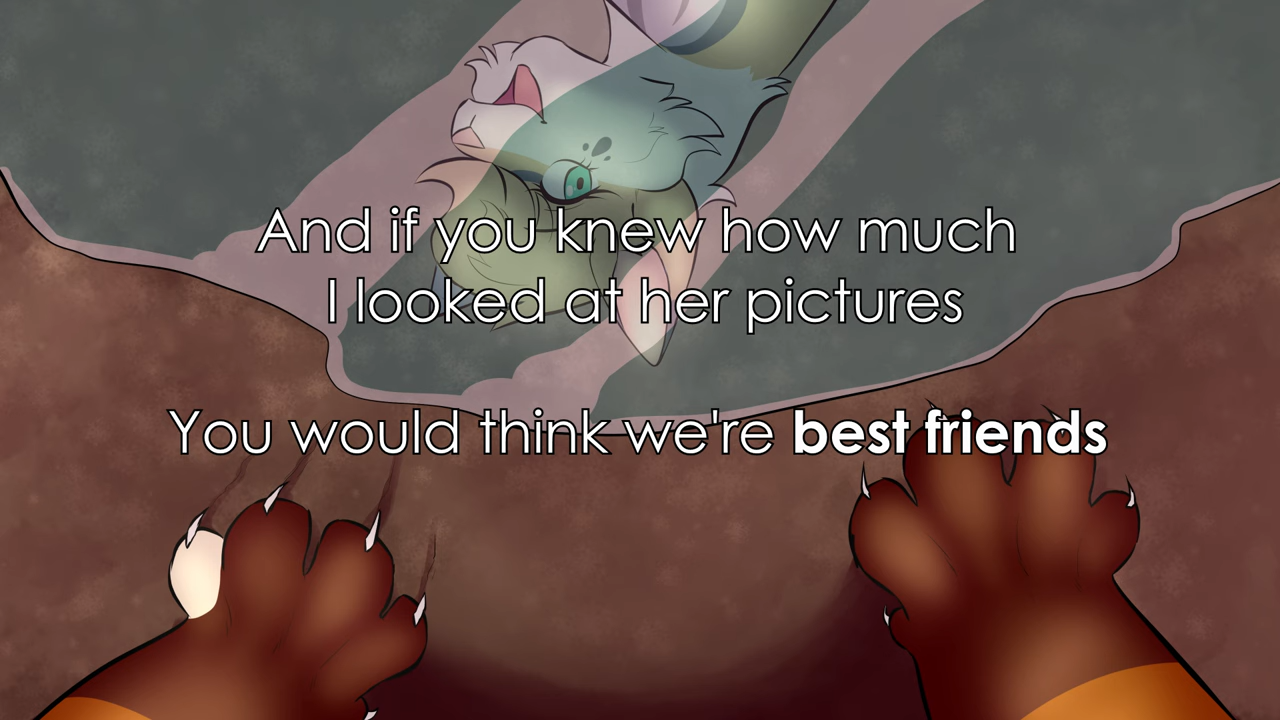 And if you knew how much
I looked at her pictures
You would think we're best friends